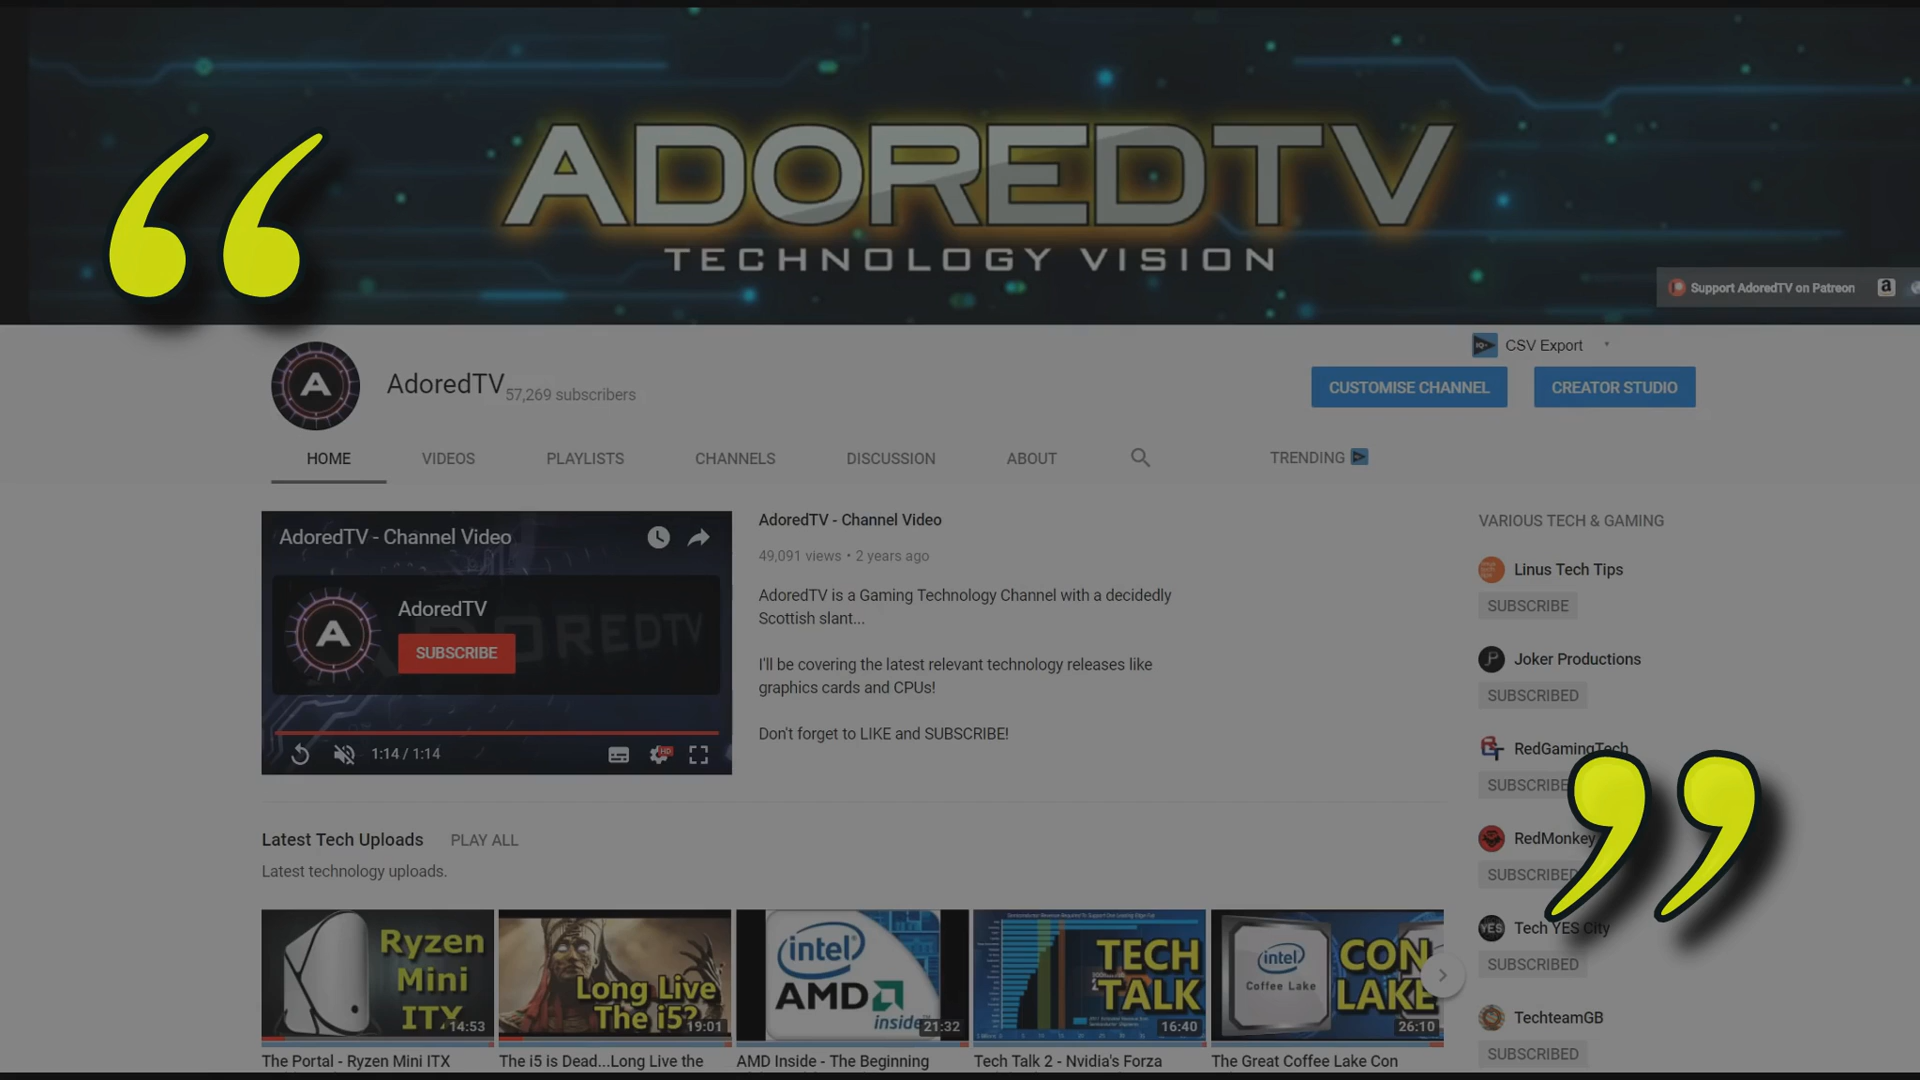 “
ADOREDTV
TECHNOLOGY VISION
Support AdoredTV on Patreon
CSV Export
AdoredTV 57,269 subscribers
CUSTOMISE CHANNEL
CREATOR STUDIO
HOME
VIDEOS
PLAYLISTS
CHANNELS
DISCUSSION
ABOUT
TRENDING
AdoredTV - Channel Video
AdoredTV
SUBSCRIBE
1:14 / 1:14
HD
AdoredTV - Channel Video
49,091 views • 2 years ago
AdoredTV is a Gaming Technology Channel with a decidedly
Scottish slant...
I'll be covering the latest relevant technology releases like
graphics cards and CPUs!
Don't forget to LIKE and SUBSCRIBE!
VARIOUS TECH & GAMING
Linus Tech Tips
SUBSCRIBE
Joker Productions
SUBSCRIBED
RedGamingTech
SUBSCRIBE
RedMonkey
SUBSCRIBED
Tech YES City
SUBSCRIBED
TechteamGB
SUBSCRIBED
”
Latest Tech Uploads PLAY ALL
Latest technology uploads.
Ryzen
Mini
ITX
14:53
The Portal - Ryzen Mini ITX
Long Live
The i5?
19:01
The i5 is Dead...Long Live the
intel
AMD
inside
21:32
AMD Inside - The Beginning
TECH
TALK
16:40
Tech Talk 2 - Nvidia's Forza
intel
Coffee Lake
CON
LAKE
26:10
The Great Coffee Lake Con